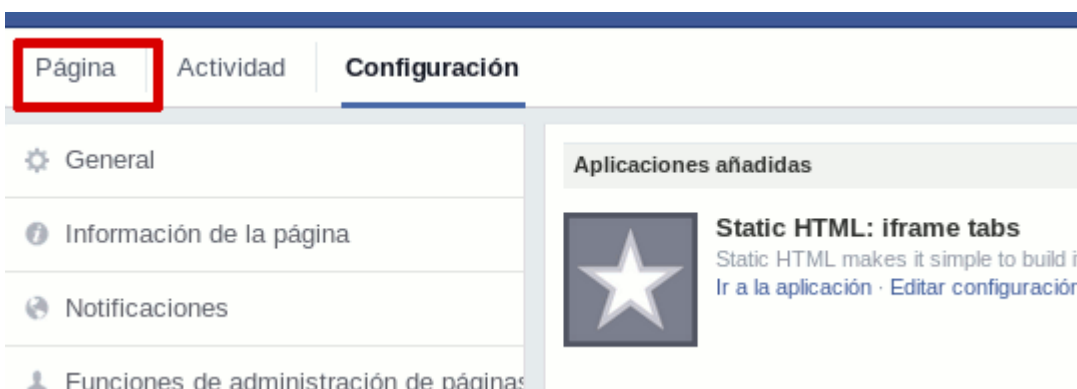 Página Actividad Configuración
General
Información de la página
Notificaciones
Funciones de administración de páginas
Aplicaciones añadidas
Static HTML: iframe tabs
Static HTML makes it simple to build
Ir a la aplicación · Editar configuración